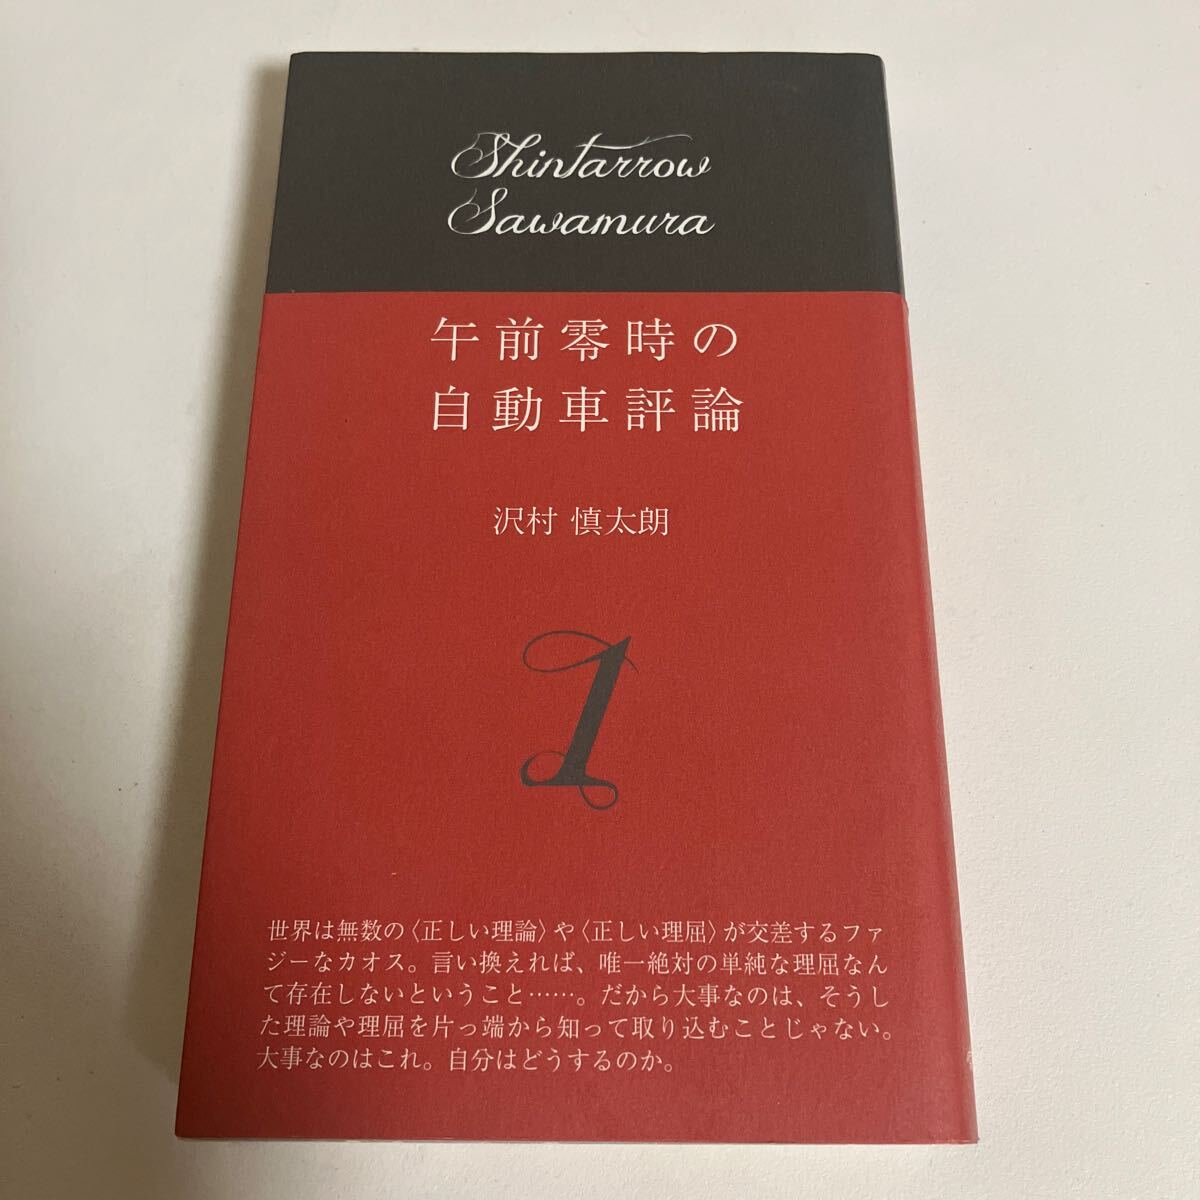 Shintarrow
Sawamura
午前零時の
自動車評論
沢村 慎太朗
1
世界は無数の〈正しい理論〉や〈正しい理屈〉が交差するファ
ジーなカオス。言い換えれば、唯一絶対の単純な理屈なん
て存在しないということ……。だから大事なのは、そうし
た理論や理屈を片っ端から知って取り込むことじゃない。
大事なのはこれ。自分はどうするのか。